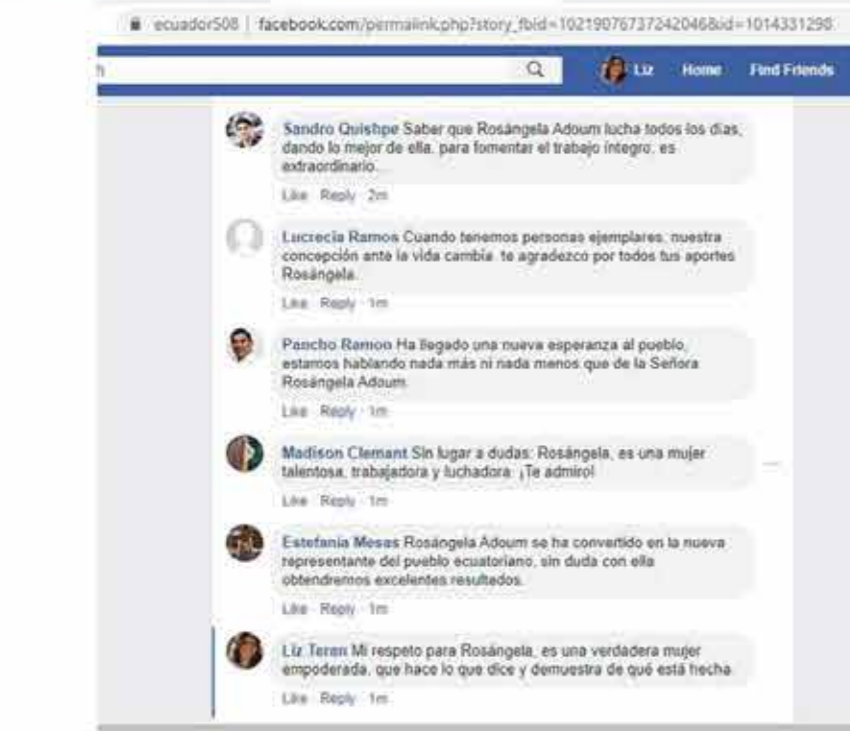 ecuador508 | facebook.com/permalink.php?story_fbid=10219076737242046&id=1014331298
h
Liz Home Find Friends
Sandro Quishpe Saber que Rosángela Adoum lucha todos los días,
dando lo mejor de ella, para fomentar el trabajo íntegro, es
extraordinario...
Like Reply 2m
Lucrecia Ramos Cuando tenemos personas ejemplares, nuestra
concepción ante la vida cambia, te agradezco por todos tus aportes
Rosángela.
Like Reply 1m
Pancho Ramon Ha llegado una nueva esperanza al pueblo,
estamos hablando nada más ni nada menos que de la Señora
Rosángela Adoum.
Like Reply 1m
Madison Clemant Sin lugar a dudas: Rosángela, es una mujer
talentosa, trabajadora y luchadora. ¡Te admiro!
Like Reply 1m
Estefania Mesas Rosángela Adoum se ha convertido en la nueva
representante del pueblo ecuatoriano, sin duda con ella
obtendremos excelentes resultados.
Like Reply 1m
Liz Teran Mi respeto para Rosángela, es una verdadera mujer
empoderada, que hace lo que dice y demuestra de qué está hecha.
Like Reply 1m